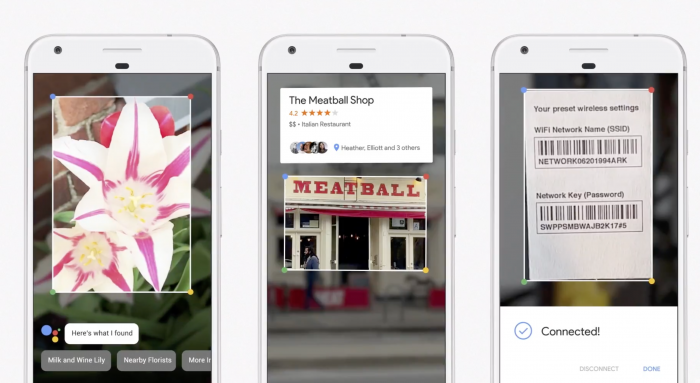 Here's what I found
Milk and Wine Lily
Nearby Florists
More
The Meatball Shop
4.2
$$ • Italian Restaurant
Heather, Elliott and 3 others
MEATBALL
Your preset wireless settings
WiFi Network Name (SSID)
NETWORK06201994ARK
Network Key (Password)
SWPPSMBWAJB2K17#5
Connected!
DISCONNECT
DONE